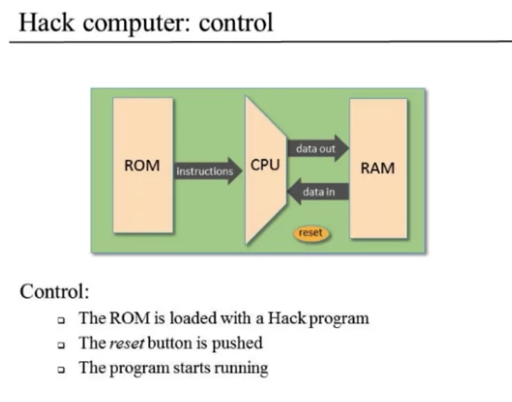 Hack computer: control
ROM
instructions
CPU
data out
data in
RAM
reset
Control:
The ROM is loaded with a Hack program
The reset button is pushed
The program starts running